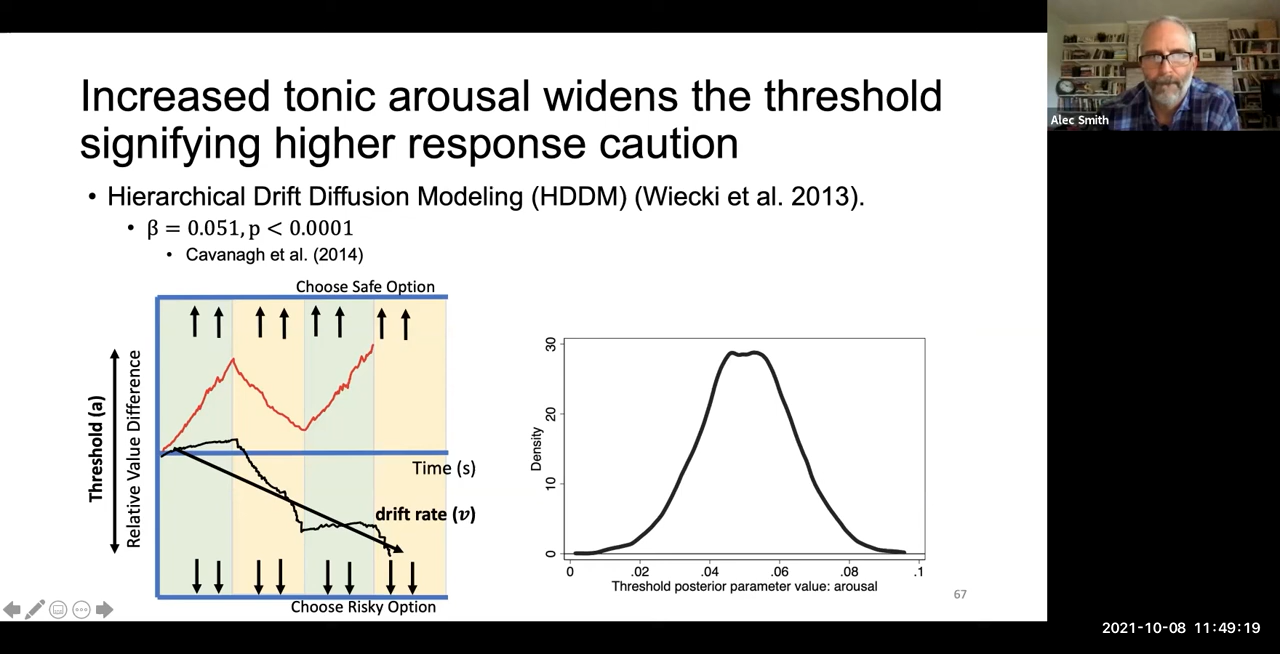 Increased tonic arousal widens the threshold
signifying higher response caution
• Hierarchical Drift Diffusion Modeling (HDDM) (Wiecki et al. 2013).
• β = 0.051, p < 0.0001
• Cavanagh et al. (2014)
Choose Safe Option
Threshold (a)
Relative Value Difference
Time (s)
drift rate (v)
Choose Risky Option
Density
30
20
10
0
0 .02 .04 .06 .08 .1
Threshold posterior parameter value: arousal
67
Alec Smith
2021-10-08 11:49:19